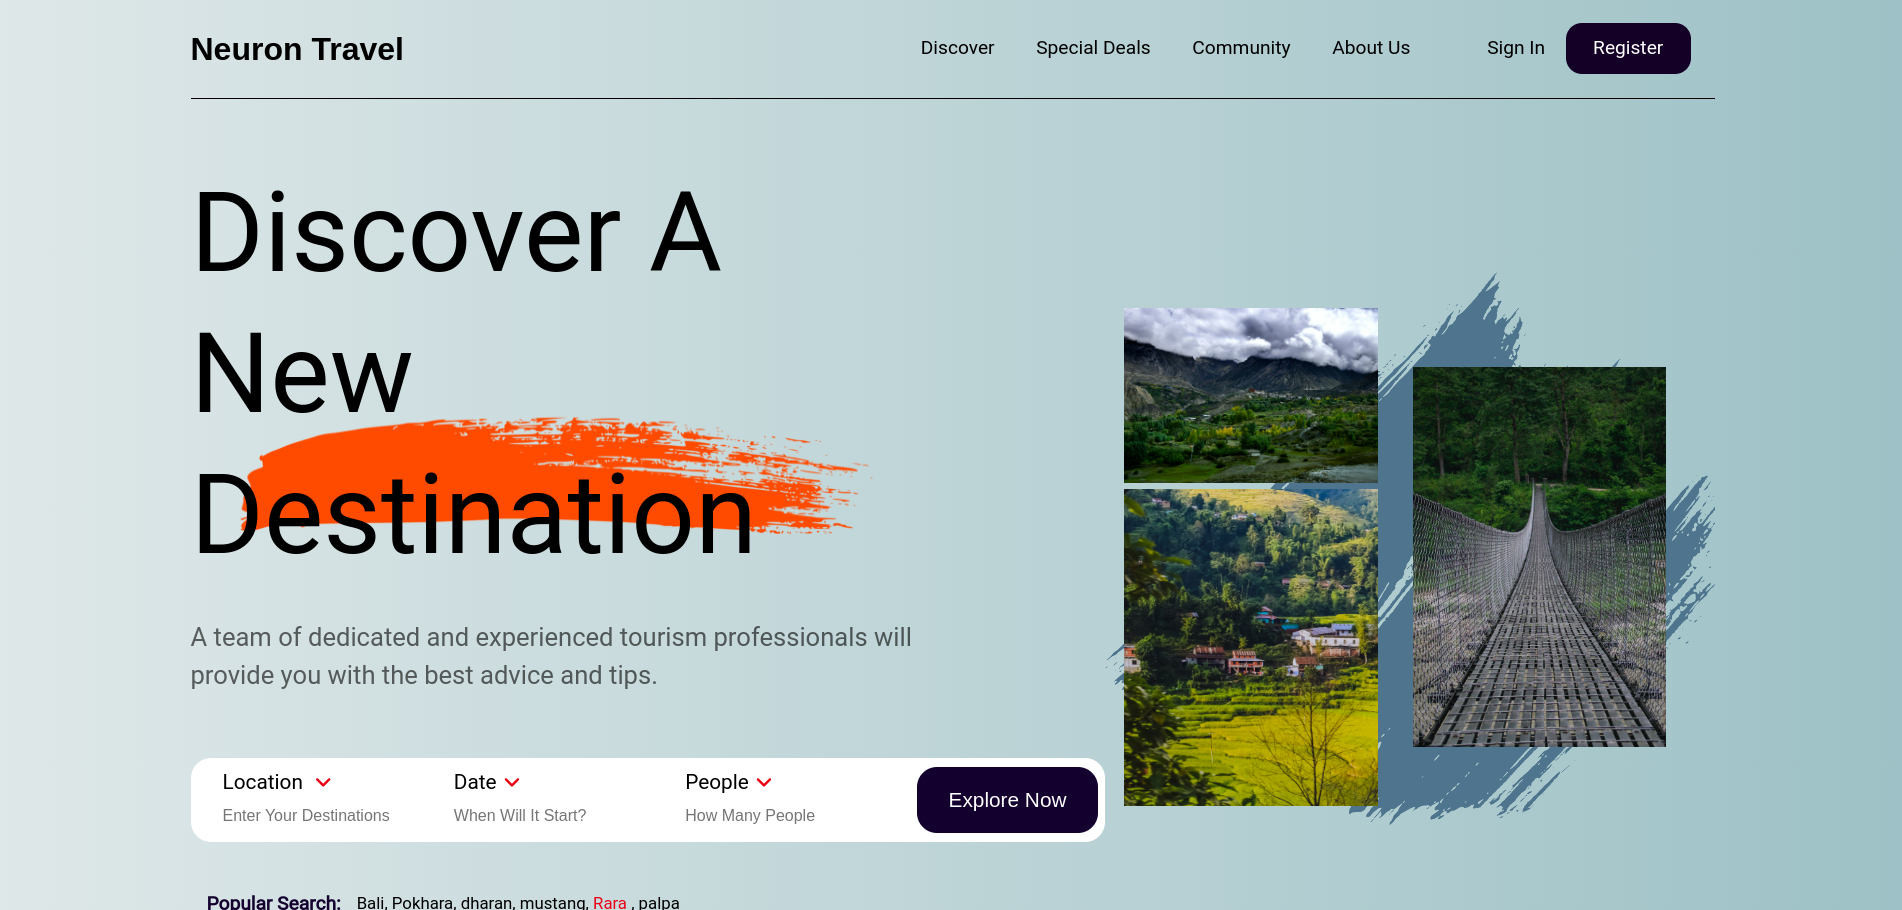 Neuron Travel
Discover Special Deals Community About Us Sign In Register
Discover A
New
Destination
A team of dedicated and experienced tourism professionals will
provide you with the best advice and tips.
Location Date People
Enter Your Destinations When Will It Start? How Many People
Explore Now
Popular Search: Bali, Pokhara, dharan, mustang, Rara , palpa